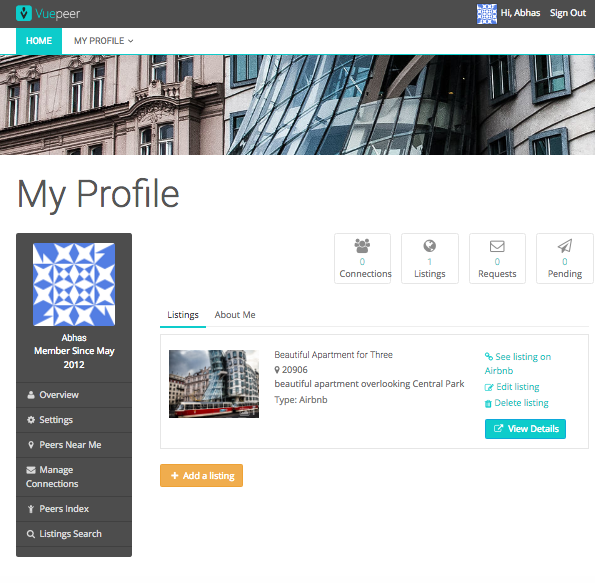 Vuepeer
Hi, Abhas
Sign Out
HOME
MY PROFILE
My Profile
Abhas
Member Since May
2012
Overview
Settings
Peers Near Me
Manage
Connections
Peers Index
Listings Search
0
Connections
1
Listings
0
Requests
0
Pending
Listings
About Me
Beautiful Apartment for Three
20906
beautiful apartment overlooking Central Park
Type: Airbnb
See listing on
Airbnb
Edit listing
Delete listing
View Details
Add a listing